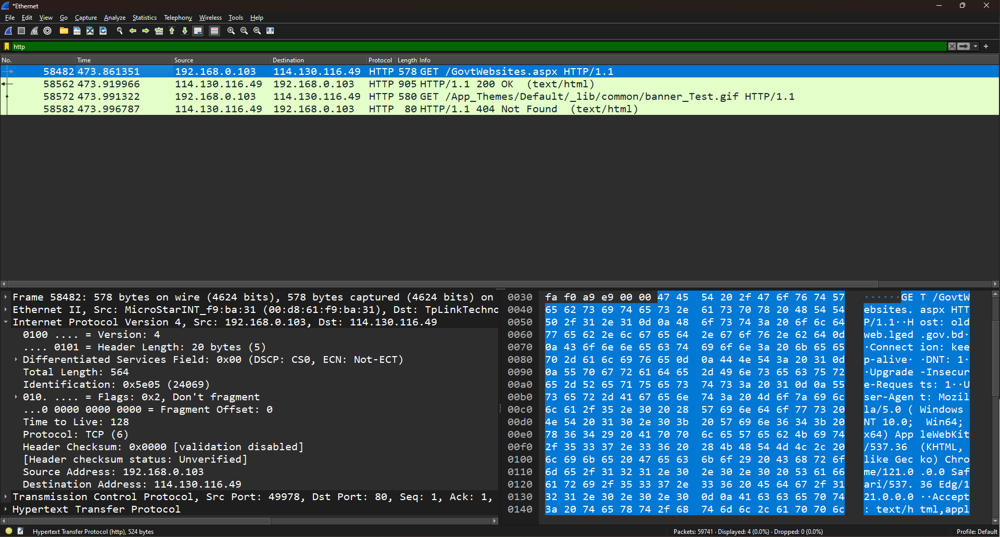 *Ethernet
File Edit View Go Capture Analyze Statistics Telephony Wireless Tools Help
http
No. Time Source Destination Protocol Length Info
58482 473.861351 192.168.0.103 114.130.116.49 HTTP 578 GET /GovtWebsites.aspx HTTP/1.1
58562 473.919966 114.130.116.49 192.168.0.103 HTTP 905 HTTP/1.1 200 OK (text/html)
58572 473.991322 192.168.0.103 114.130.116.49 HTTP 580 GET /App_Themes/Default/_lib/common/banner_Test.gif HTTP/1.1
58582 473.996787 114.130.116.49 192.168.0.103 HTTP 80 HTTP/1.1 404 Not Found (text/html)
Frame 58482: 578 bytes on wire (4624 bits), 578 bytes captured (4624 bits) on
Ethernet II, Src: MicroStarINT_f9:ba:31 (00:d8:61:f9:ba:31), Dst: TpLinkTechno
Internet Protocol Version 4, Src: 192.168.0.103, Dst: 114.130.116.49
0100 .... = Version: 4
.... 0101 = Header Length: 20 bytes (5)
Differentiated Services Field: 0x00 (DSCP: CS0, ECN: Not-ECT)
Total Length: 564
Identification: 0x5e05 (24069)
010. .... = Flags: 0x2, Don't fragment
...0 0000 0000 0000 = Fragment Offset: 0
Time to Live: 128
Protocol: TCP (6)
Header Checksum: 0x0000 [validation disabled]
[Header checksum status: Unverified]
Source Address: 192.168.0.103
Destination Address: 114.130.116.49
Transmission Control Protocol, Src Port: 49978, Dst Port: 80, Seq: 1, Ack: 1,
Hypertext Transfer Protocol
0030 fa f0 a9 e9 00 00 47 45 54 20 2f 47 6f 76 74 57 ······GE T /GovtW
0040 65 62 73 69 74 65 73 2e 61 73 70 78 20 48 54 54 ebsites. aspx HTT
0050 50 2f 31 2e 31 0d 0a 48 6f 73 74 3a 20 6f 6c 64 P/1.1··H ost: old
0060 77 65 62 2e 6c 67 65 64 2e 67 6f 76 2e 62 64 0d web.lged .gov.bd·
0070 0a 43 6f 6e 6e 65 63 74 69 6f 6e 3a 20 6b 65 65 ·Connect ion: kee
0080 70 2d 61 6c 69 76 65 0d 0a 44 4e 54 3a 20 31 0d p-alive· ·DNT: 1·
0090 0a 55 70 67 72 61 64 65 2d 49 6e 73 65 63 75 72 ·Upgrade -Insecur
00a0 65 2d 52 65 71 75 65 73 74 73 3a 20 31 0d 0a 55 e-Reques ts: 1··U
00b0 73 65 72 2d 41 67 65 6e 74 3a 20 4d 6f 7a 69 6c ser-Agen t: Mozil
00c0 6c 61 2f 35 2e 30 20 28 57 69 6e 64 6f 77 73 20 la/5.0 ( Windows
00d0 4e 54 20 31 30 2e 30 3b 20 57 69 6e 36 34 3b 20 NT 10.0; Win64;
00e0 78 36 34 29 20 41 70 70 6c 65 57 65 62 4b 69 74 x64) App leWebKit
00f0 2f 35 33 37 2e 33 36 20 28 4b 48 54 4d 4c 2c 20 /537.36 (KHTML,
0100 6c 69 6b 65 20 47 65 63 6b 6f 29 20 43 68 72 6f like Gec ko) Chro
0110 6d 65 2f 31 32 31 2e 30 2e 30 2e 30 20 53 61 66 me/121.0 .0.0 Saf
0120 61 72 69 2f 35 33 37 2e 33 36 20 45 64 67 2f 31 ari/537. 36 Edg/1
0130 32 31 2e 30 2e 30 2e 30 0d 0a 41 63 63 65 70 74 21.0.0.0 ··Accept
0140 3a 20 74 65 78 74 2f 68 74 6d 6c 2c 61 70 70 6c : text/h tml,appl
Hypertext Transfer Protocol (http), 524 bytes
Packets: 59741 · Displayed: 4 (0.0%) · Dropped: 0 (0.0%)
Profile: Default